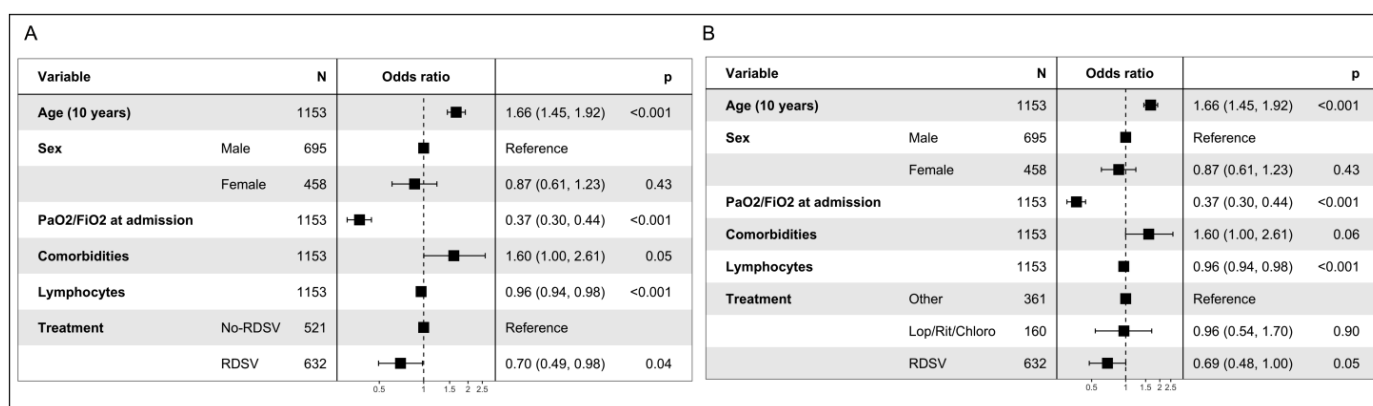 A
Variable N Odds ratio p
Age (10 years) 1153 1.66 (1.45, 1.92) <0.001
Sex Male 695 Reference
Female 458 0.87 (0.61, 1.23) 0.43
PaO2/FiO2 at admission 1153 0.37 (0.30, 0.44) <0.001
Comorbidities 1153 1.60 (1.00, 2.61) 0.05
Lymphocytes 1153 0.96 (0.94, 0.98) <0.001
Treatment No-RDSV 521 Reference
RDSV 632 0.70 (0.49, 0.98) 0.04
0.5 1 1.5 2 2.5
B
Variable N Odds ratio p
Age (10 years) 1153 1.66 (1.45, 1.92) <0.001
Sex Male 695 Reference
Female 458 0.87 (0.61, 1.23) 0.43
PaO2/FiO2 at admission 1153 0.37 (0.30, 0.44) <0.001
Comorbidities 1153 1.60 (1.00, 2.61) 0.06
Lymphocytes 1153 0.96 (0.94, 0.98) <0.001
Treatment Other 361 Reference
Lop/Rit/Chloro 160 0.96 (0.54, 1.70) 0.90
RDSV 632 0.69 (0.48, 1.00) 0.05
0.5 1 1.5 2 2.5